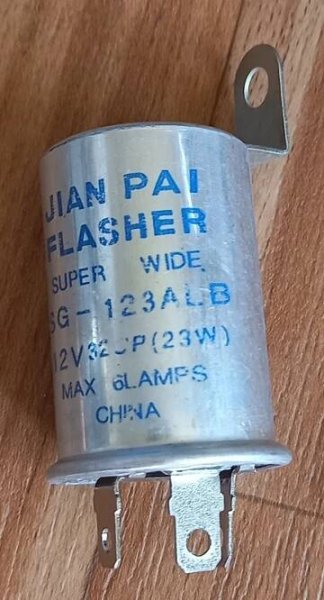 JIAN PAI
FLASHER
SUPER WIDE
SG-123ALB
12V32CP(23W)
MAX 6LAMPS
CHINA